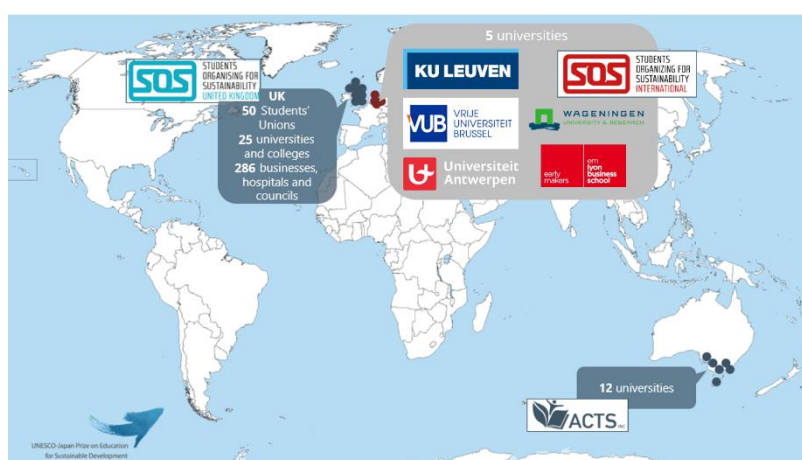 5 universities
SOS
STUDENTS
ORGANISING FOR
SUSTAINABILITY
UNITED KINGDOM
UK
50 Students'
Unions
25 universities
and colleges
286 businesses,
hospitals and
councils
KU LEUVEN
SOS
STUDENTS
ORGANIZING FOR
SUSTAINABILITY
INTERNATIONAL
VUB
VRIJE
UNIVERSITEIT
BRUSSEL
WAGENINGEN
UNIVERSITY & RESEARCH
Universiteit
Antwerpen
early
makers
em
lyon
business
school
12 universities
ACTS INC
UNESCO-Japan Prize on Education
for Sustainable Development